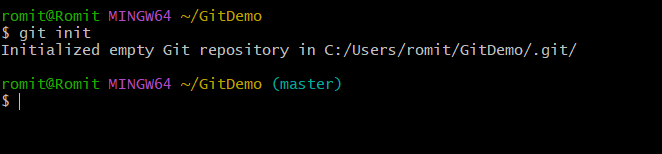 romit@Romit MINGW64 ~/GitDemo
$ git init
Initialized empty Git repository in C:/Users/romit/GitDemo/.git/
romit@Romit MINGW64 ~/GitDemo (master)
$